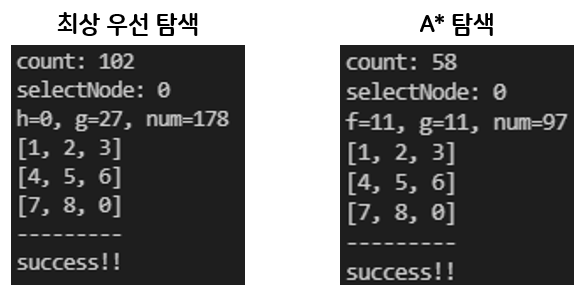 최상 우선 탐색
count: 102
selectNode: 0
h=0, g=27, num=178
[1, 2, 3]
[4, 5, 6]
[7, 8, 0]
---------
success!!
A* 탐색
count: 58
selectNode: 0
f=11, g=11, num=97
[1, 2, 3]
[4, 5, 6]
[7, 8, 0]
---------
success!!